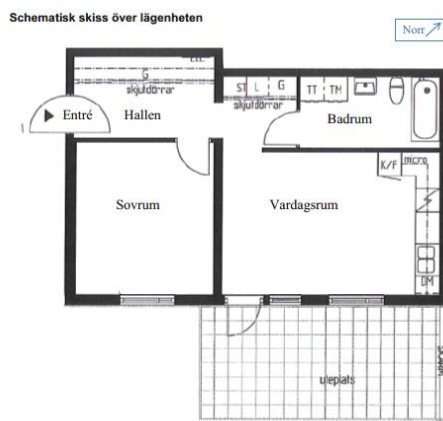 Schematisk skiss över lägenheten
Norr
G
skjutdörrar
ST L G
skjutdörrar
TT TM
Entré
Hallen
Badrum
K/F
micro
Sovrum
Vardagsrum
DM
uteplats